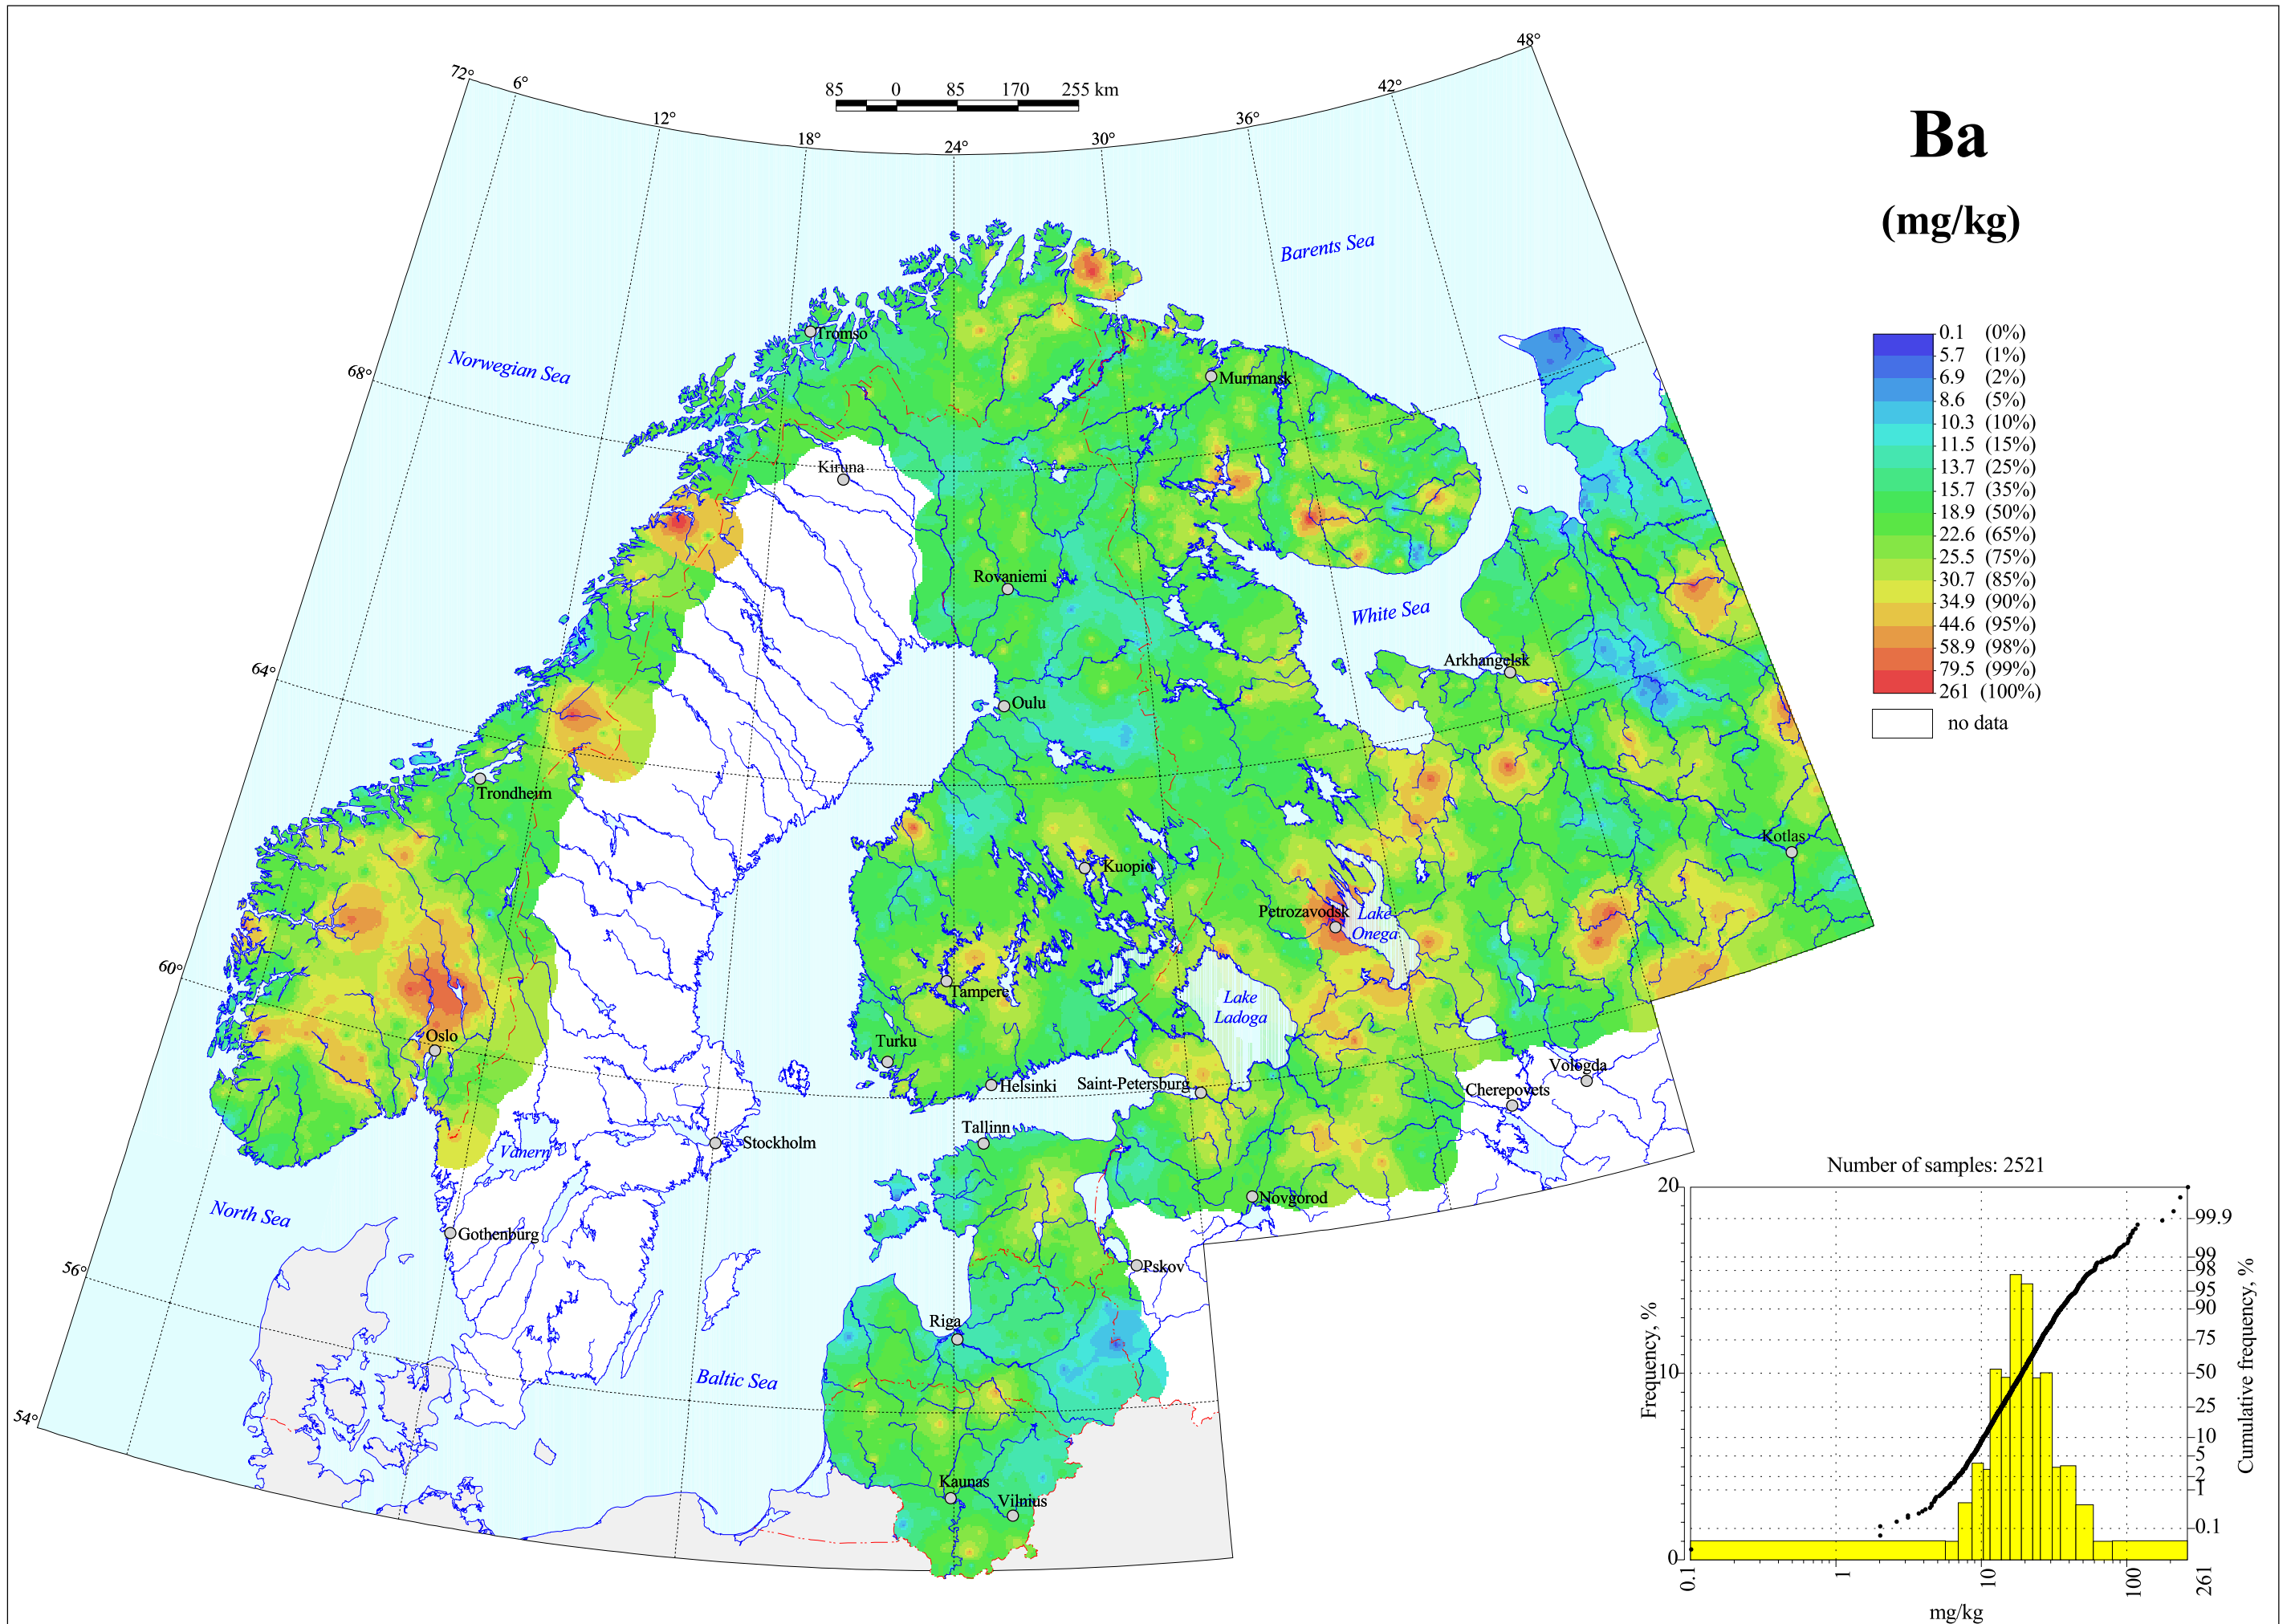 Ba
(mg/kg)
85 0 85 170 255 km
72° 6° 12° 18° 24° 30° 36° 42° 48°
68°
64°
60°
56°
54°
Barents Sea
Norwegian Sea
Tromso
Murmansk
Kiruna
Rovaniemi
White Sea
Arkhangelsk
Oulu
Trondheim
Kotlas
Kuopio
Petrozavodsk
Lake
Onega
Tampere
Lake
Ladoga
Oslo
Turku
Helsinki
Saint-Petersburg
Vologda
Cherepovets
Tallinn
Stockholm
Vanern
Novgorod
North Sea
Gothenburg
Pskov
Riga
Baltic Sea
Kaunas
Vilnius
0.1 (0%)
5.7 (1%)
6.9 (2%)
8.6 (5%)
10.3 (10%)
11.5 (15%)
13.7 (25%)
15.7 (35%)
18.9 (50%)
22.6 (65%)
25.5 (75%)
30.7 (85%)
34.9 (90%)
44.6 (95%)
58.9 (98%)
79.5 (99%)
261 (100%)
no data
Number of samples: 2521
Frequency, %
20
10
0
Cumulative frequency, %
99.9
99
98
95
90
75
50
25
10
5
2
1
0.1
0.1 1 10 100 261
mg/kg